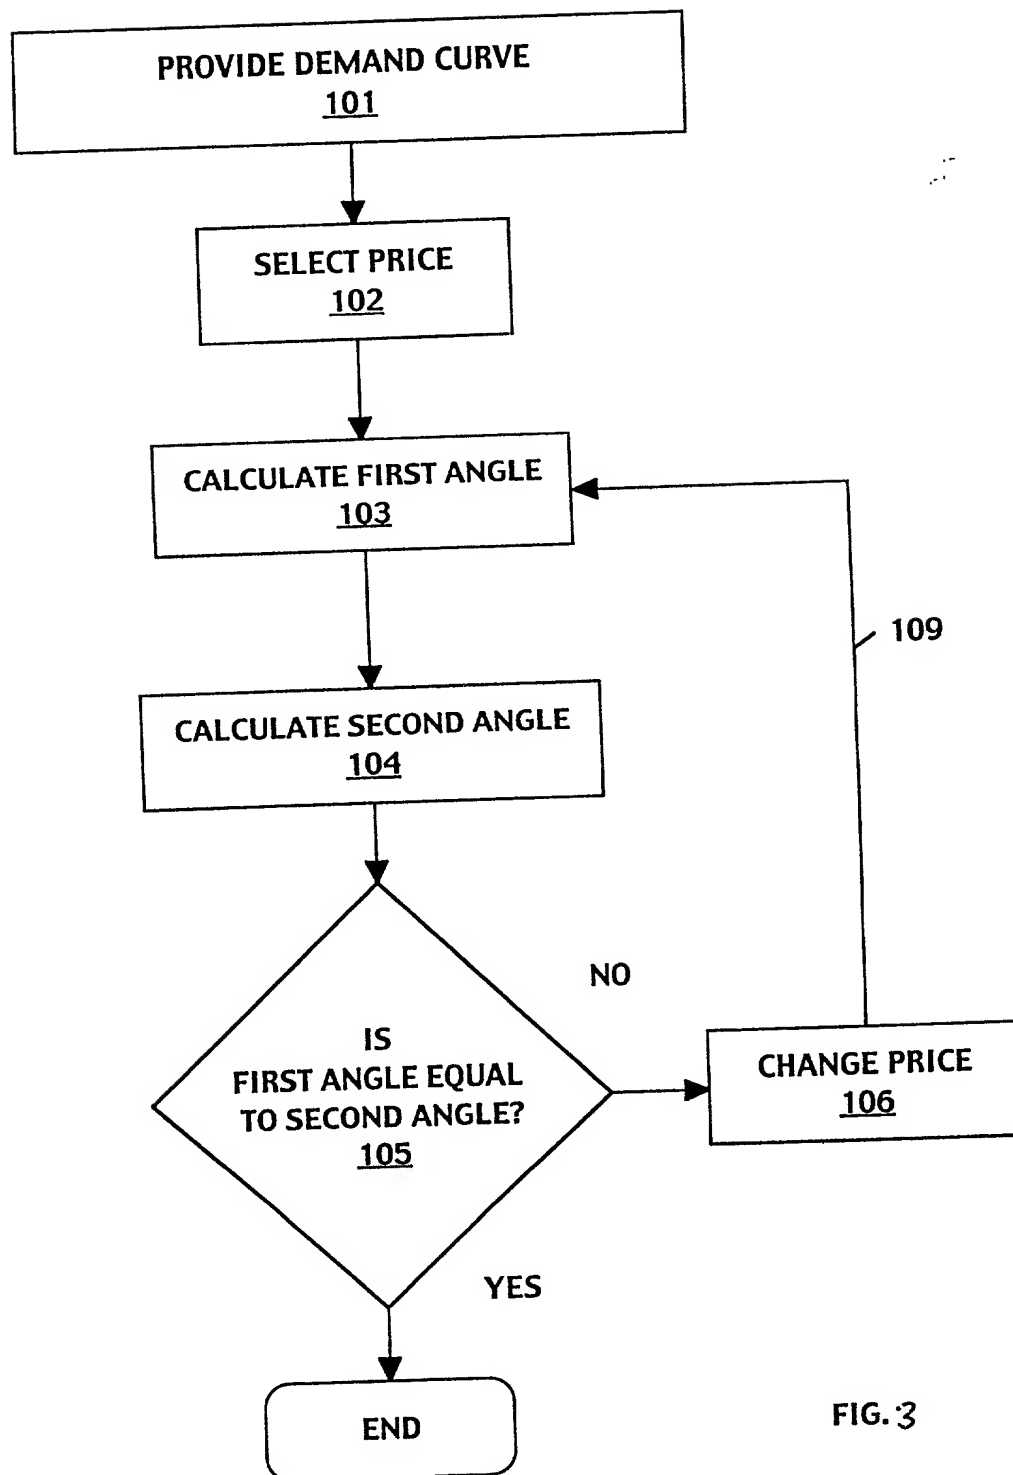 PROVIDE DEMAND CURVE
101
SELECT PRICE
102
CALCULATE FIRST ANGLE
103
109
CALCULATE SECOND ANGLE
104
NO
IS
FIRST ANGLE EQUAL
TO SECOND ANGLE?
105
CHANGE PRICE
106
YES
END
FIG. 3